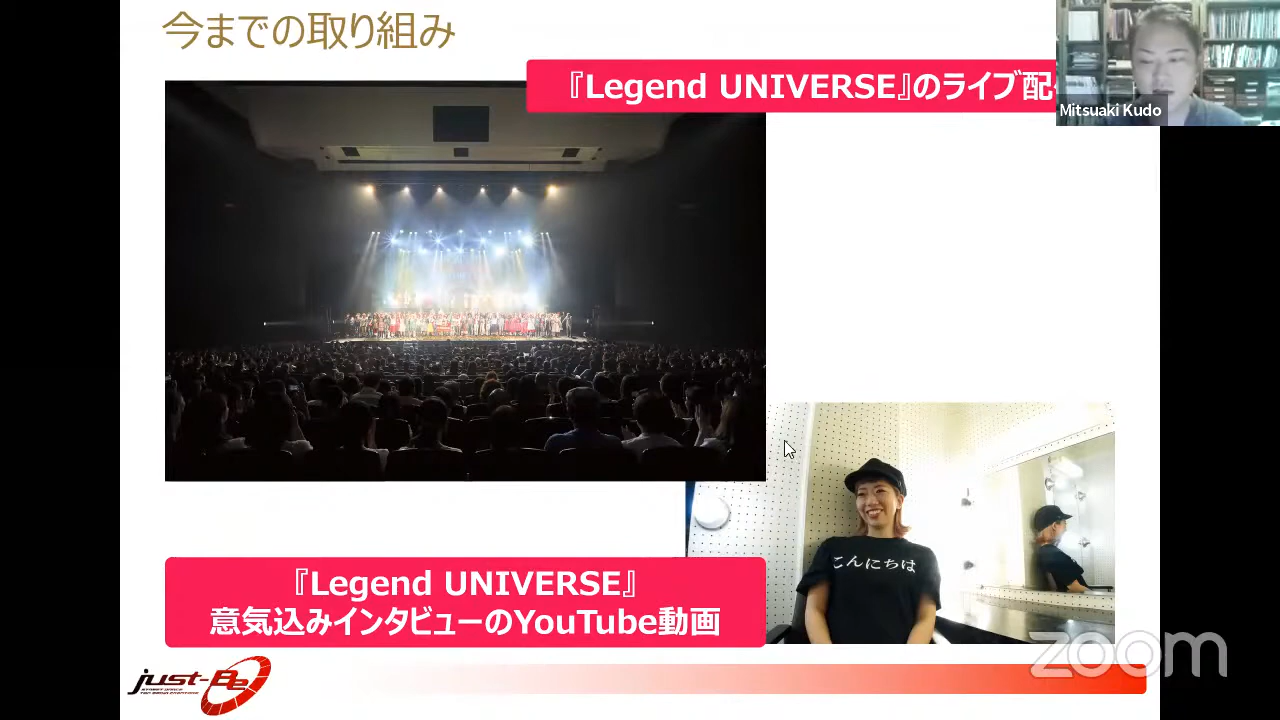 今までの取り組み
『Legend UNIVERSE』のライブ配
Mitsuaki Kudo
こんにちは
『Legend UNIVERSE』
意気込みインタビューのYouTube動画
just-Be
zoom